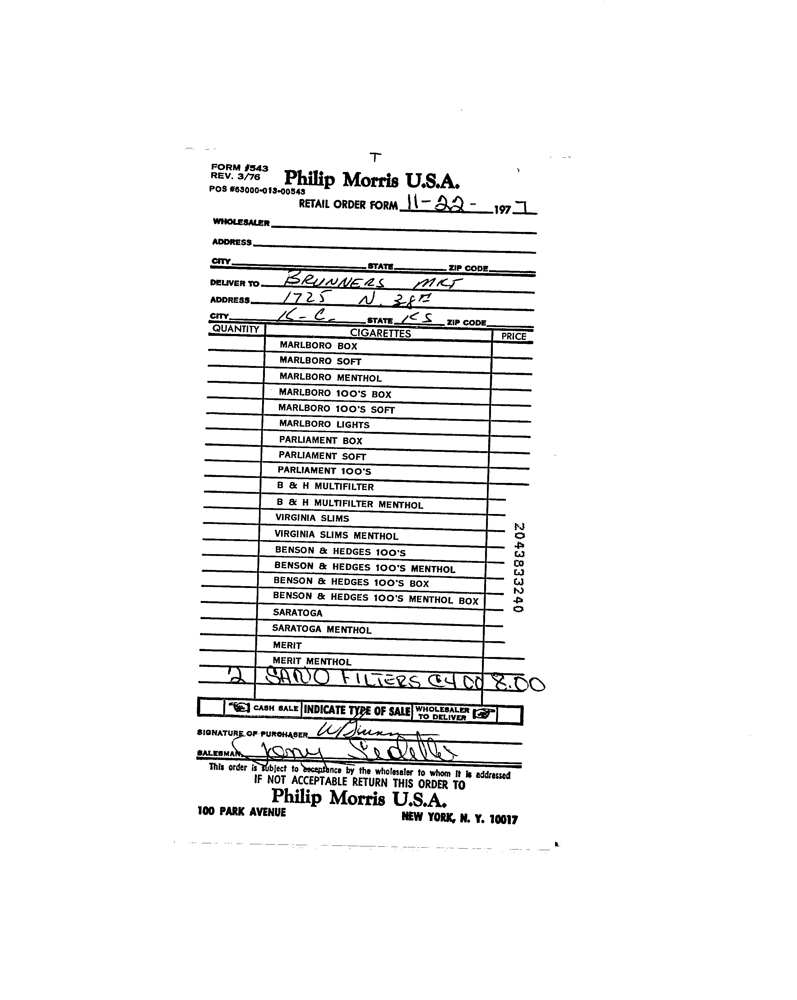 T
FORM #543
REV. 3/76 Philip Morris U.S.A.
POS #63000-013-00543
RETAIL ORDER FORM 11-22- 1977
WHOLESALER
ADDRESS
CITY STATE ZIP CODE
DELIVER TO BRUNNERS MKT
ADDRESS 1725 N. 38TH
CITY K-C. STATE KS ZIP CODE
QUANTITY CIGARETTES PRICE
MARLBORO BOX
MARLBORO SOFT
MARLBORO MENTHOL
MARLBORO 100'S BOX
MARLBORO 100'S SOFT
MARLBORO LIGHTS
PARLIAMENT BOX
PARLIAMENT SOFT
PARLIAMENT 100'S
B & H MULTIFILTER
B & H MULTIFILTER MENTHOL
VIRGINIA SLIMS
VIRGINIA SLIMS MENTHOL
BENSON & HEDGES 100'S
BENSON & HEDGES 100'S MENTHOL
BENSON & HEDGES 100'S BOX
BENSON & HEDGES 100'S MENTHOL BOX
SARATOGA
SARATOGA MENTHOL
MERIT
MERIT MENTHOL
2 SANO FILTERS @400 8.00
CASH SALE INDICATE TYPE OF SALE WHOLESALER TO DELIVER
SIGNATURE OF PURCHASER
SALESMAN Tony
This order is subject to acceptance by the wholesaler to whom it is addressed
IF NOT ACCEPTABLE RETURN THIS ORDER TO
Philip Morris U.S.A.
100 PARK AVENUE NEW YORK, N. Y. 10017
2043833240